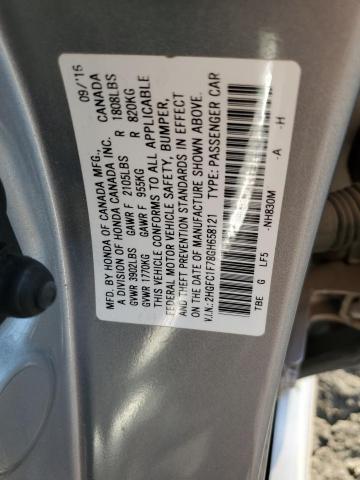 MFD. BY HONDA OF CANADA MFG., CANADA 09/'16
A DIVISION OF HONDA CANADA INC.
GVWR 3902LBS GAWR F 2105LBS R 1808LBS
GVWR 1770KG GAWR F 955KG R 820KG
THIS VEHICLE CONFORMS TO ALL APPLICABLE
FEDERAL MOTOR VEHICLE SAFETY, BUMPER,
AND THEFT PREVENTION STANDARDS IN EFFECT
ON THE DATE OF MANUFACTURE SHOWN ABOVE.
V.I.N.:2HGFC1F78GH658121 TYPE: PASSENGER CAR
TBE G LF5 -NH830M -A -H